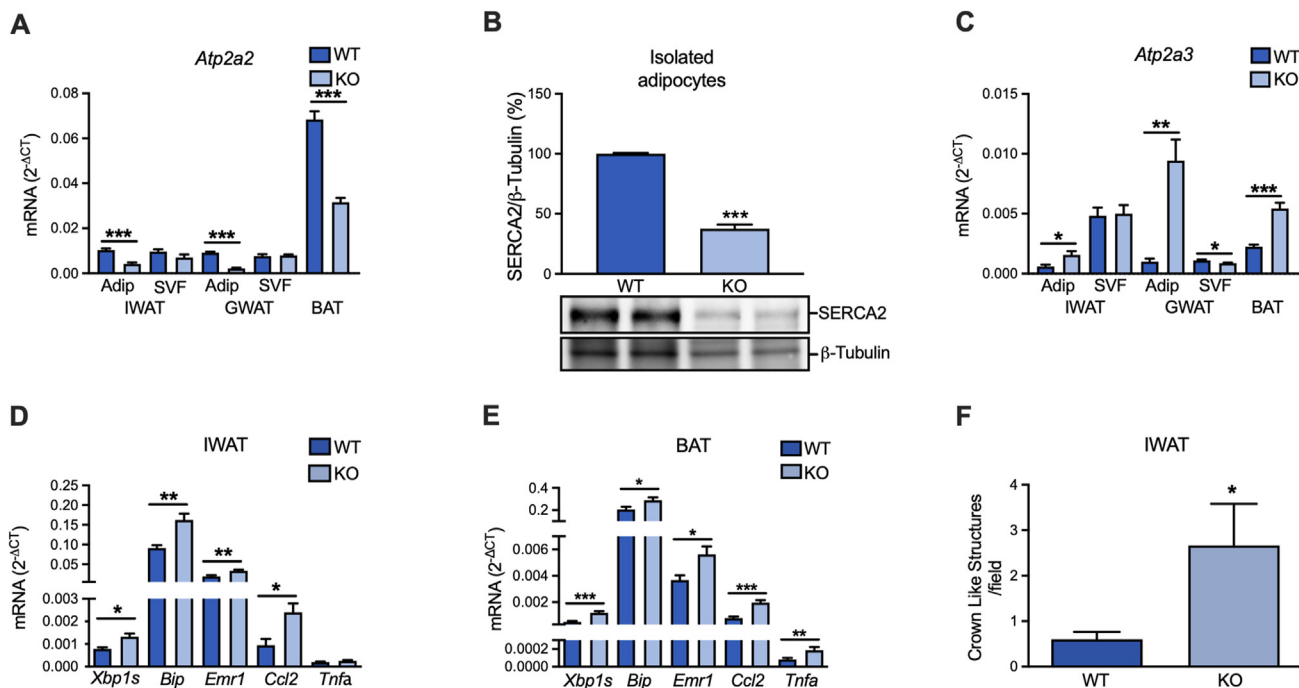 A
Atp2a2
WT
KO
mRNA (2-ΔCT)
0.08
0.06
0.04
0.02
0.00
***
***
***
Adip SVF Adip SVF
IWAT GWAT BAT
B
Isolated
adipocytes
SERCA2/β-Tubulin (%)
150
100
50
0
***
WT KO
SERCA2
β-Tubulin
C
Atp2a3
WT
KO
mRNA (2-ΔCT)
0.015
0.010
0.005
0.000
*
**
*
***
Adip SVF Adip SVF
IWAT GWAT BAT
D
IWAT
WT
KO
mRNA (2-ΔCT)
0.25
0.20
0.15
0.10
0.05
0.003
0.002
0.001
0.000
*
**
**
*
Xbp1s Bip Emr1 Ccl2 Tnfa
E
BAT
WT
KO
mRNA (2-ΔCT)
0.4
0.2
0.006
0.004
0.002
0.0002
0.0000
***
*
*
***
**
Xbp1s Bip Emr1 Ccl2 Tnfa
F
IWAT
Crown Like Structures
/field
4
3
2
1
0
*
WT KO